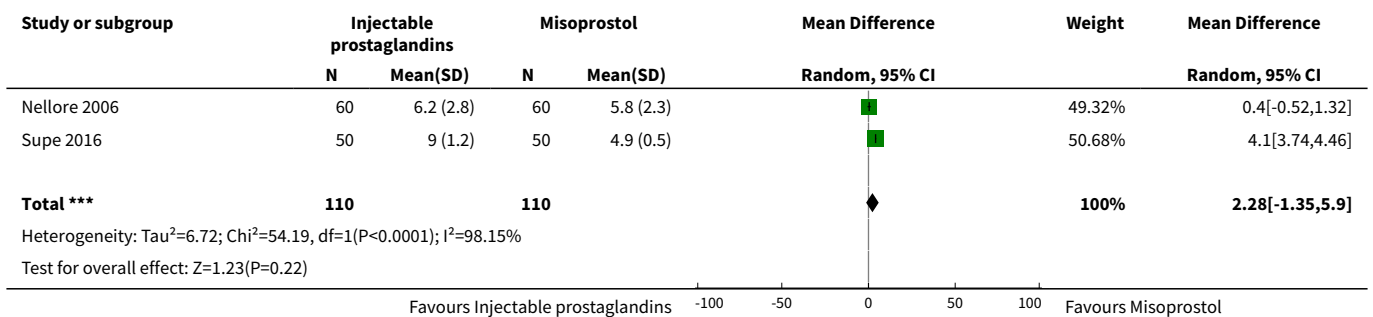 Study or subgroup Injectable prostaglandins Misoprostol Mean Difference Weight Mean Difference
N Mean(SD) N Mean(SD) Random, 95% CI Random, 95% CI
Nellore 2006 60 6.2 (2.8) 60 5.8 (2.3) 49.32% 0.4[-0.52,1.32]
Supe 2016 50 9 (1.2) 50 4.9 (0.5) 50.68% 4.1[3.74,4.46]
Total *** 110 110 100% 2.28[-1.35,5.9]
Heterogeneity: Tau²=6.72; Chi²=54.19, df=1(P<0.0001); I²=98.15%
Test for overall effect: Z=1.23(P=0.22)
Favours Injectable prostaglandins -100 -50 0 50 100 Favours Misoprostol